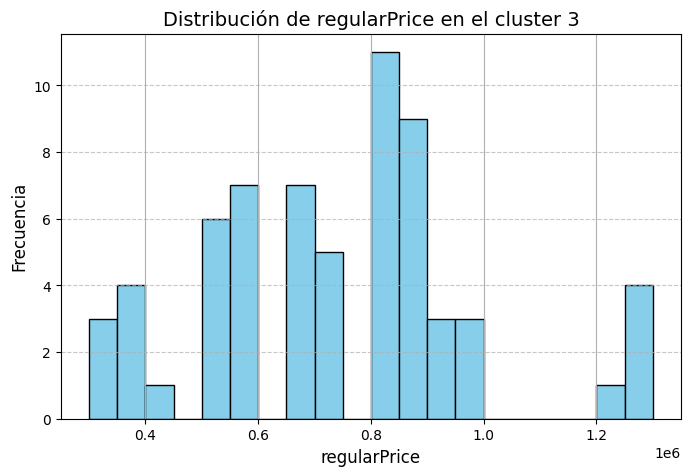 Distribución de regularPrice en el cluster 3
Frecuencia
10
8
6
4
2
0
0.4 0.6 0.8 1.0 1.2
1e6
regularPrice